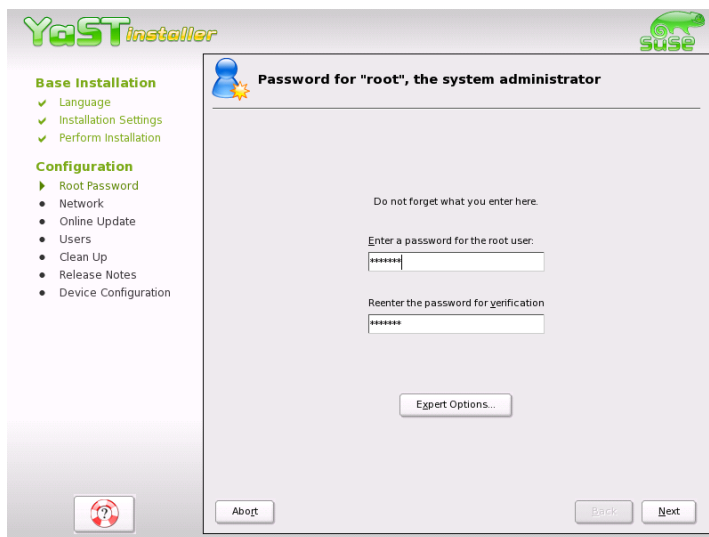 YaST installer
SUSE
Base Installation
Language
Installation Settings
Perform Installation
Configuration
Root Password
Network
Online Update
Users
Clean Up
Release Notes
Device Configuration
Password for "root", the system administrator
Do not forget what you enter here.
Enter a password for the root user:
*******
Reenter the password for verification
*******
Expert Options...
?
Abort
Back
Next